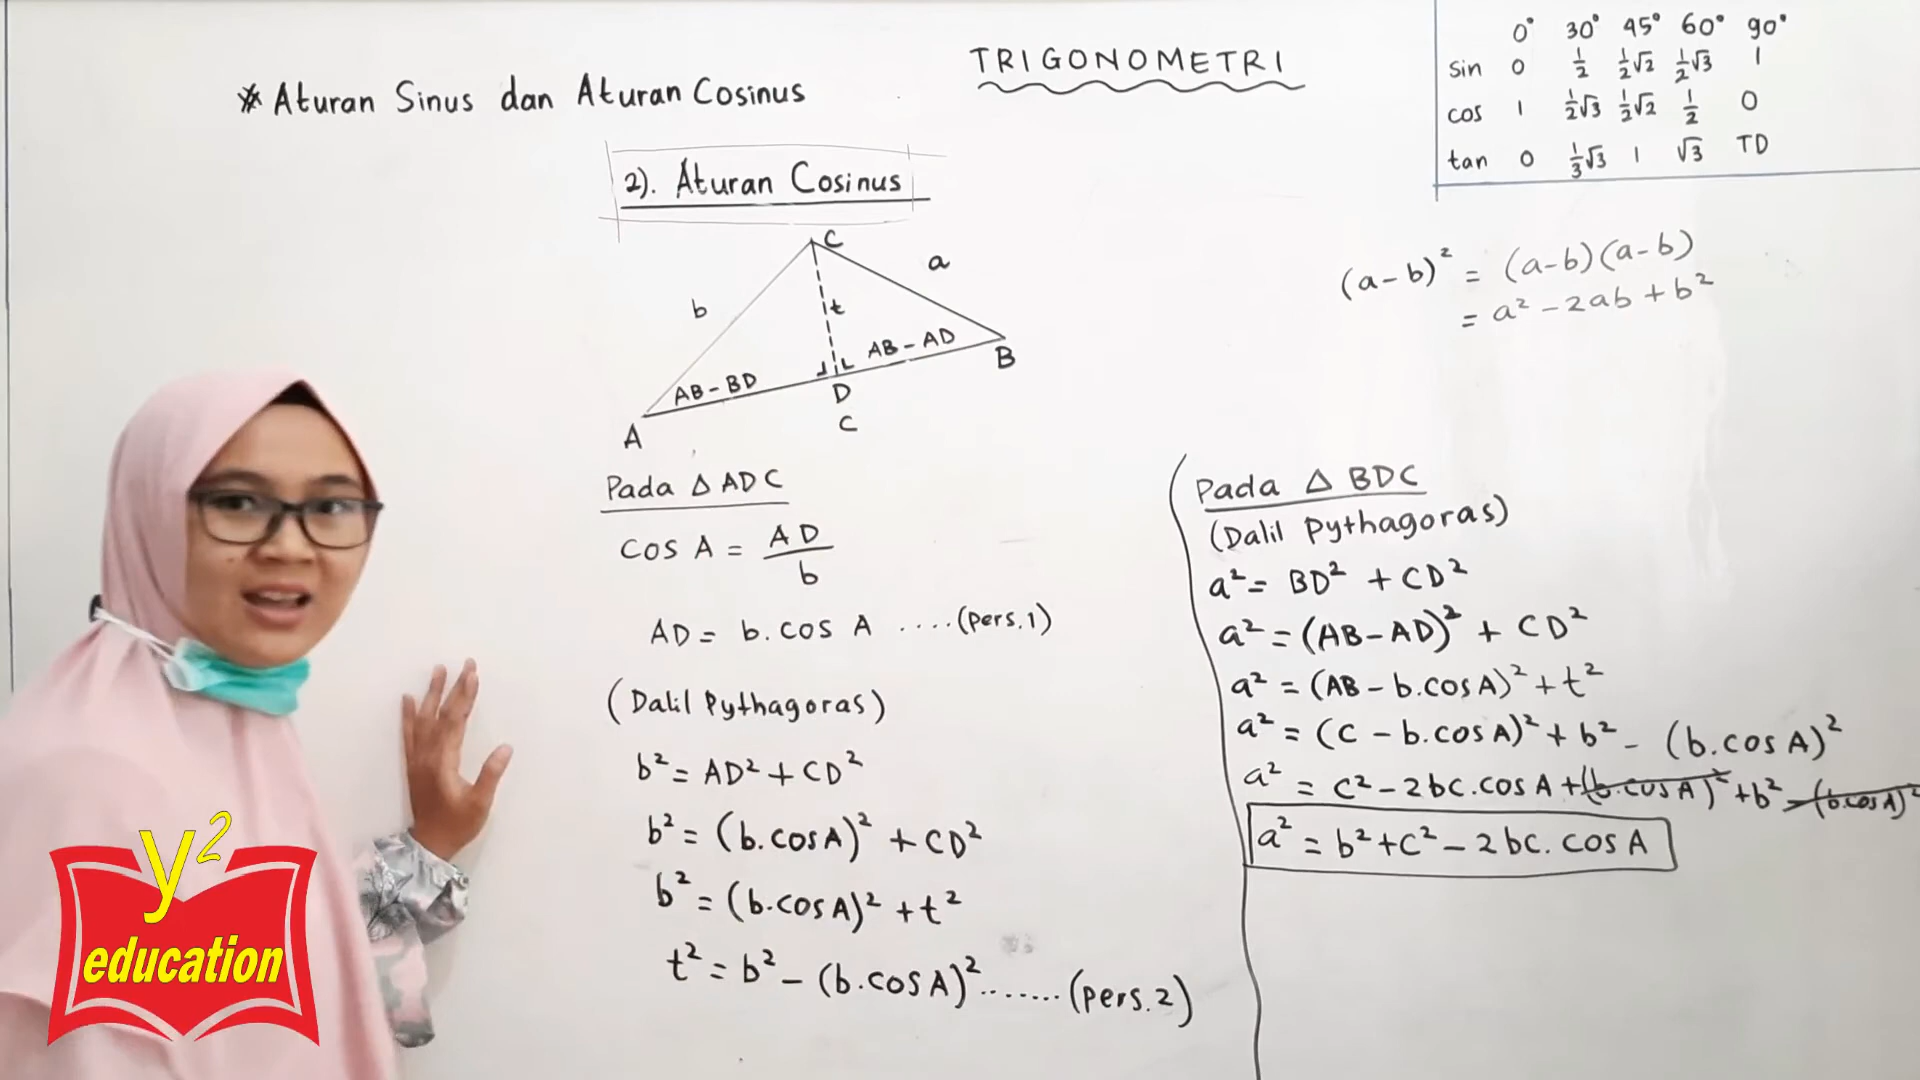 TRIGONOMETRI
* Aturan Sinus dan Aturan Cosinus
0° 30° 45° 60° 90°
sin 0 1/2 1/2√2 1/2√3 1
cos 1 1/2√3 1/2√2 1/2 0
tan 0 1/3√3 1 √3 TD
2). Aturan Cosinus
C
a
b
t
AB-AD
B
AB-BD
D
A
C
(a-b)² = (a-b)(a-b)
= a² - 2ab + b²
Pada Δ ADC
cos A = AD/b
AD = b. cos A ....(Pers.1)
(Dalil Pythagoras)
b² = AD² + CD²
b² = (b.cosA)² + CD²
b² = (b.cosA)² + t²
t² = b² - (b.cosA)².......(Pers.2)
Pada Δ BDC
(Dalil Pythagoras)
a² = BD² + CD²
a² = (AB-AD)² + CD²
a² = (AB - b.cosA)² + t²
a² = (c - b.cosA)² + b² - (b.cosA)²
a² = c² - 2bc.cosA + (b.cosA)² + b² - (b.cosA)²
a² = b² + c² - 2bc. cosA
y²
education